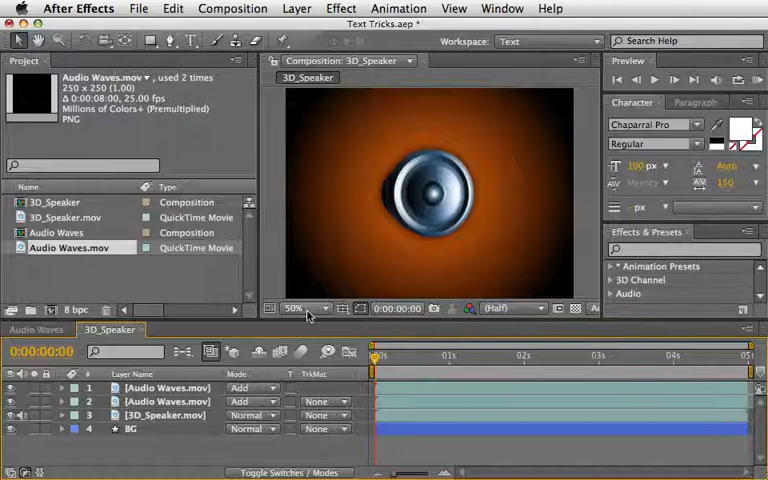 After Effects File Edit Composition Layer Effect Animation View Window Help
Text Tricks.aep *
Workspace: Text Search Help
Project
Composition: 3D_Speaker
Preview
Audio Waves.mov▼, used 2 times
250 x 250 (1.00)
Δ 0:00:08:00, 25.00 fps
Millions of Colors+ (Premultiplied)
PNG
3D_Speaker
Character Paragraph
Chaparral Pro
Regular
100 px Auto
Metrics 150
- px
Name Type
3D_Speaker Composition
3D_Speaker.mov QuickTime Movie
Audio Waves Composition
Audio Waves.mov QuickTime Movie
Effects & Presets
* Animation Presets
3D Channel
Audio
8 bpc
50% 0:00:00:00 (Half)
Audio Waves 3D_Speaker
0:00:00:00
01s 02s 03s 04s
# Layer Name Mode T TrkMat
1 [Audio Waves.mov] Add
2 [Audio Waves.mov] Add None
3 [3D_Speaker.mov] Normal None
4 BG Normal None
Toggle Switches / Modes